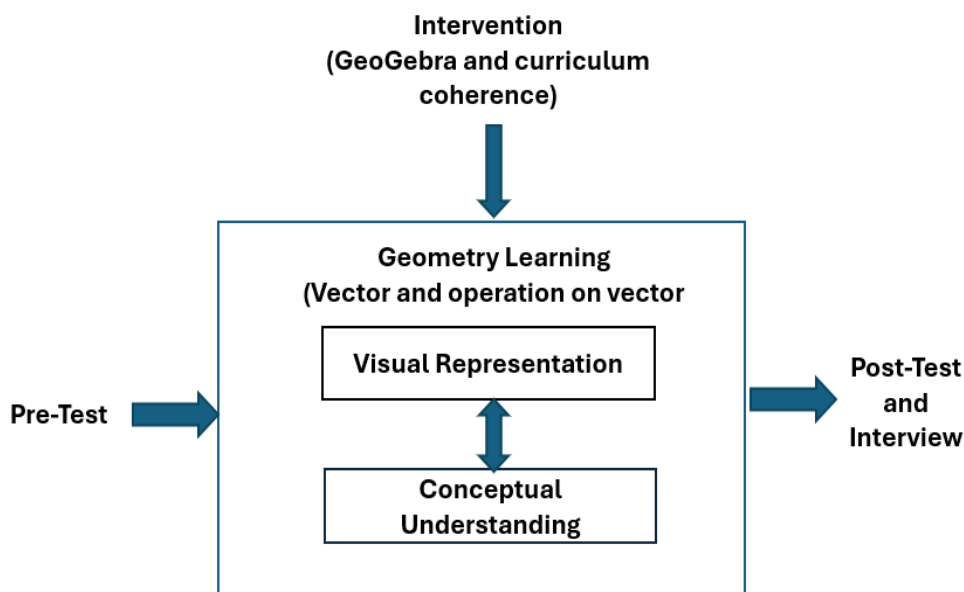 Intervention
(GeoGebra and curriculum
coherence)
Geometry Learning
(Vector and operation on vector
Visual Representation
Pre-Test
Conceptual
Understanding
Post-Test
and
Interview